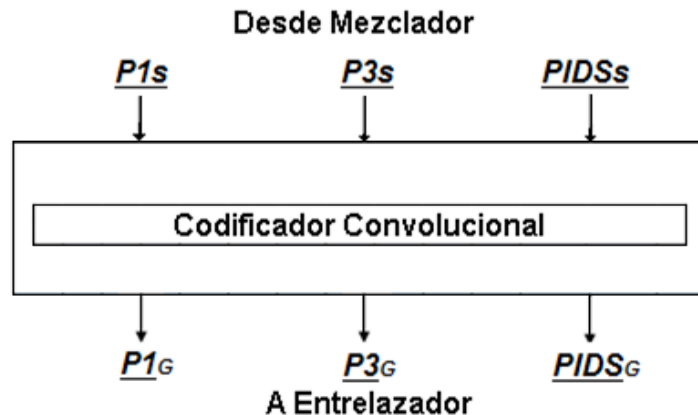 Desde Mezclador
P1s P3s PIDSs
Codificador Convolucional
P1G P3G PIDSG
A Entrelazador